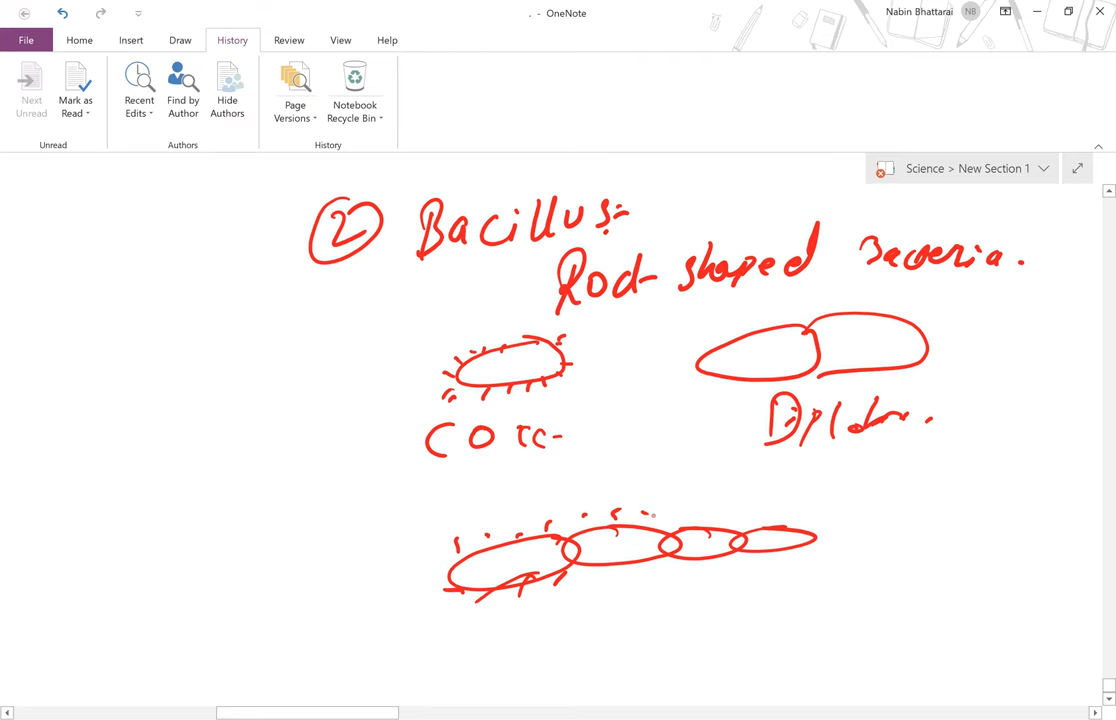 . - OneNote
Nabin Bhattarai NB
File Home Insert Draw History Review View Help
Next Unread
Mark as Read
Recent Edits
Find by Author
Hide Authors
Page Versions
Notebook Recycle Bin
Unread Authors History
Science > New Section 1
② Bacillus:-
Rod-shaped Bacteria.